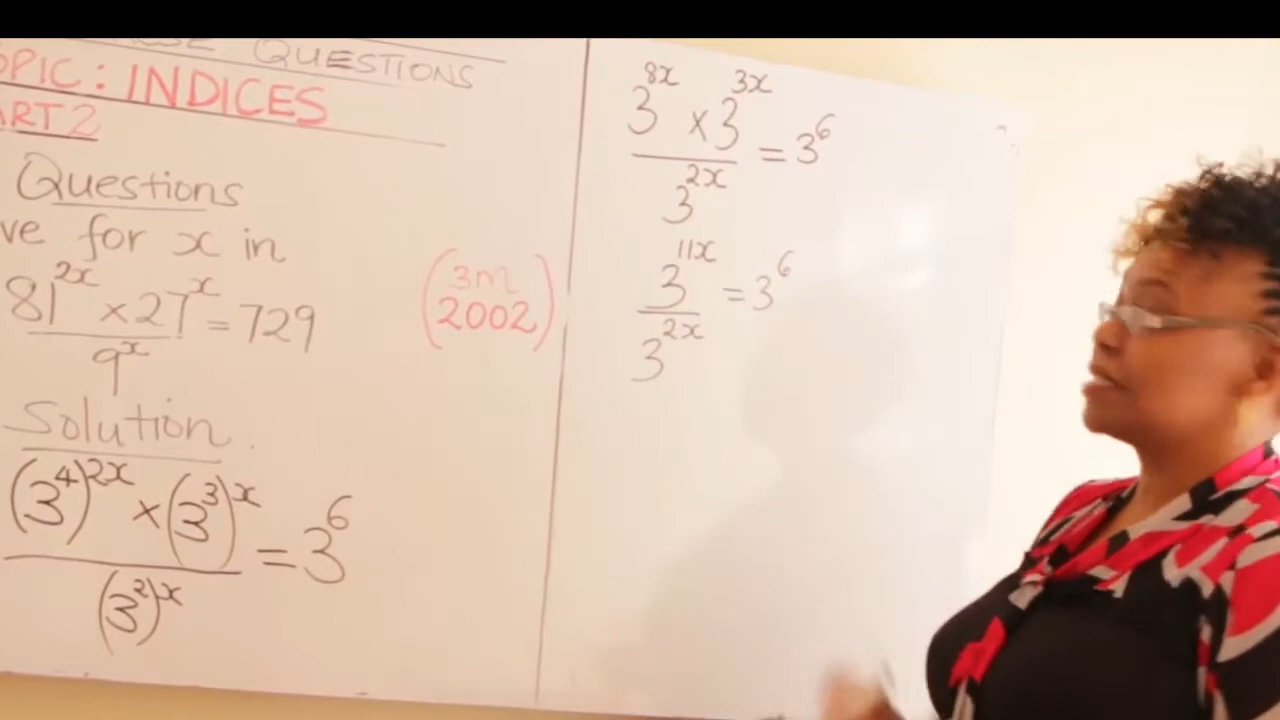 QUESTIONS
OPIC: INDICES
ART 2
Questions
ve for x in
81^2x × 27^x = 729
9^x
(3m
2002)
Solution.
(3^4)^2x × (3^3)^x = 3^6
(3^2)^x
3^8x × 3^3x = 3^6
3^2x
3^11x = 3^6
3^2x